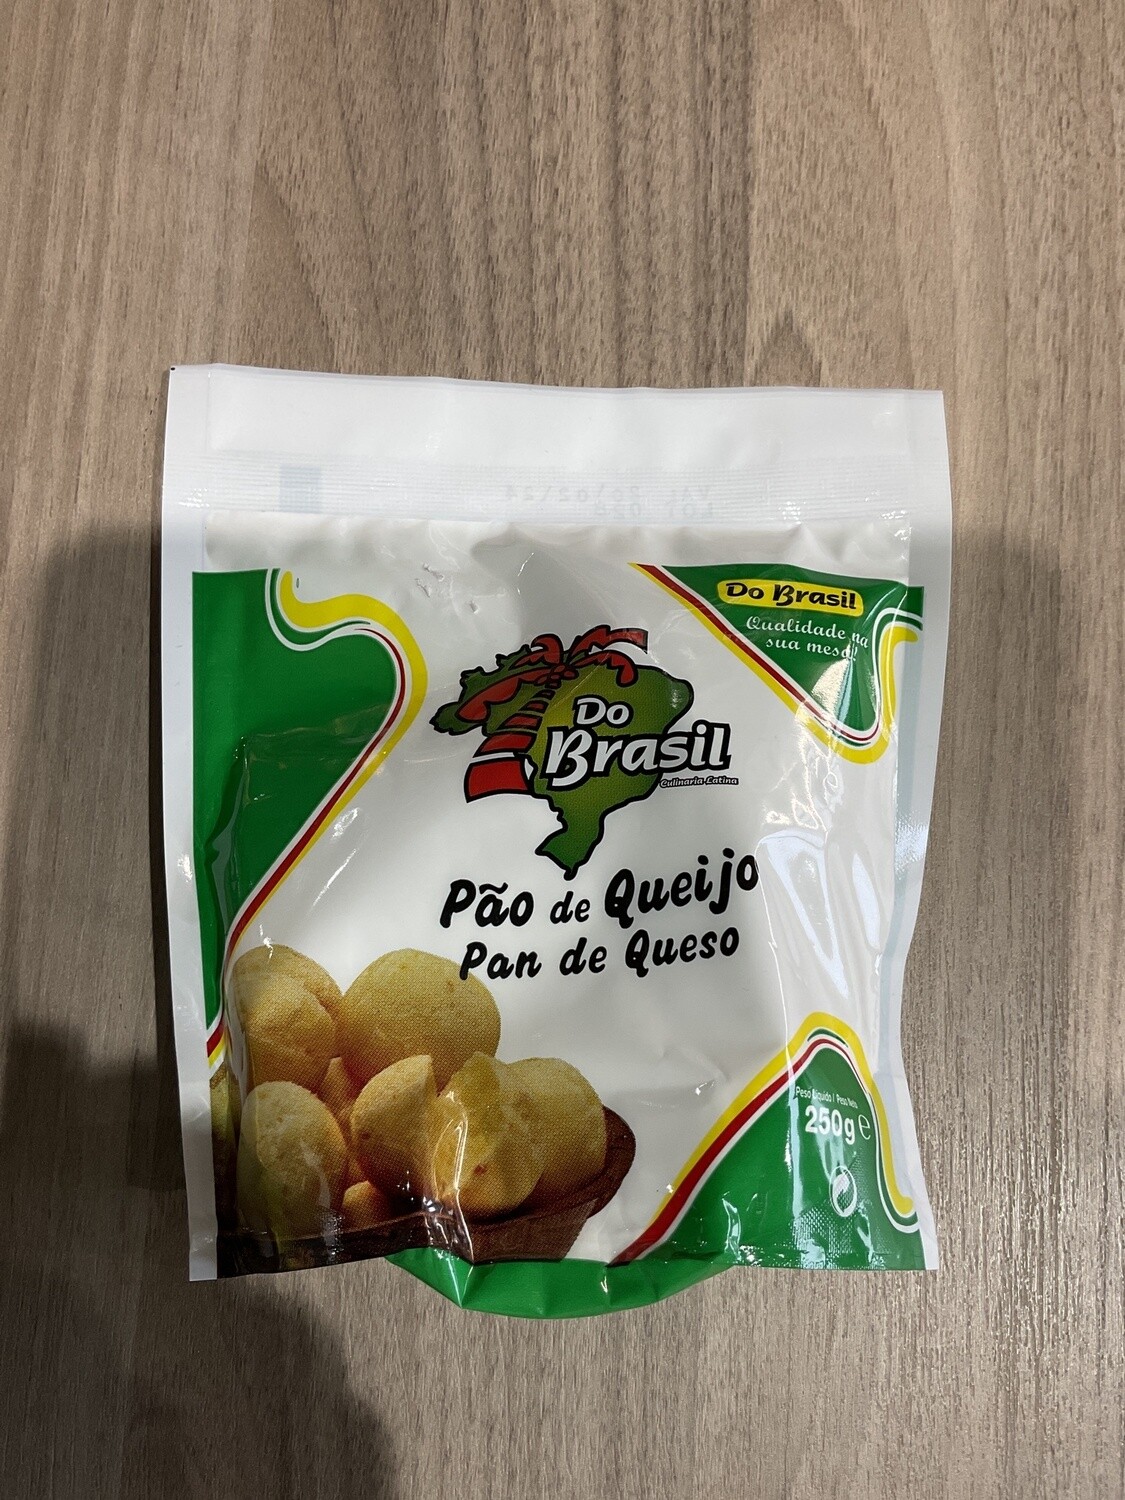 Do Brasil
Qualidade na
sua mesa!
Do
Brasil
Culinaria Latina
Pão de Queijo
Pan de Queso
Peso Líquido / Peso Neto
250g e